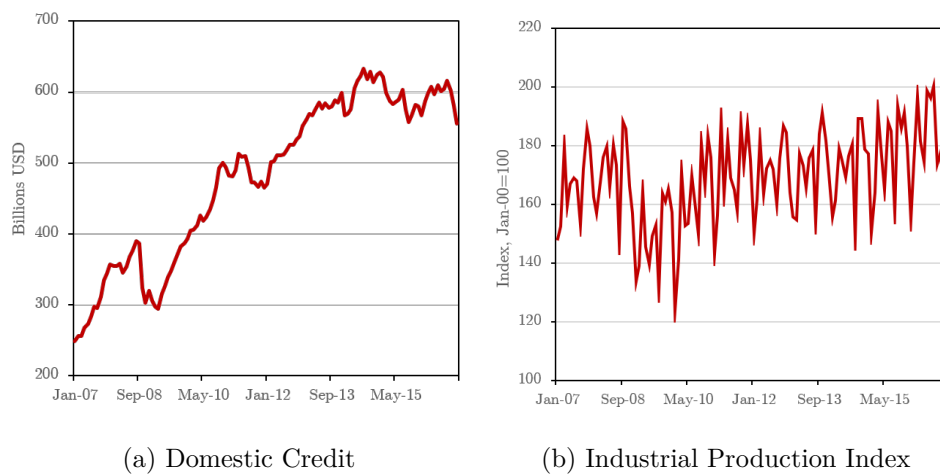 700
600
500
400
300
200
Billions USD
Jan-07 Sep-08 May-10 Jan-12 Sep-13 May-15
(a) Domestic Credit
220
200
180
160
140
120
100
Index, Jan-00=100
Jan-07 Sep-08 May-10 Jan-12 Sep-13 May-15
(b) Industrial Production Index